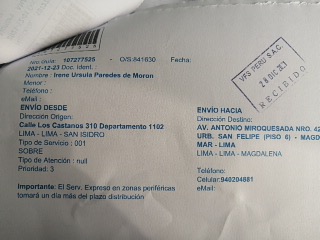 Nro.Guia: 107277525 - O/S.841630 Fecha:
2021-12-23 Doc. Ident.
Nombre : Irene Ursula Paredes de Moron
Menor :
Teléfono :
eMail :
ENVÍO DESDE
Dirección Origen:
Calle Los Castanos 310 Departamento 1102
LIMA - LIMA - SAN ISIDRO
Tipo de Servicio : 001
SOBRE
Tipo de Atención : null
Prioridad: 3
Importante: El Serv. Expreso en zonas periféricas
tomará un día más del plazo distribución
VFS PERU S.A.C.
RECIBIDO
ENVÍO HACIA
Dirección Destino:
AV. ANTONIO MIROQUESADA NRO. 42
URB. SAN FELIPE (PISO 6) - MAGD
MAR - LIMA
LIMA - LIMA - MAGDALENA
Teléfono:
Celular:940204881
eMail: